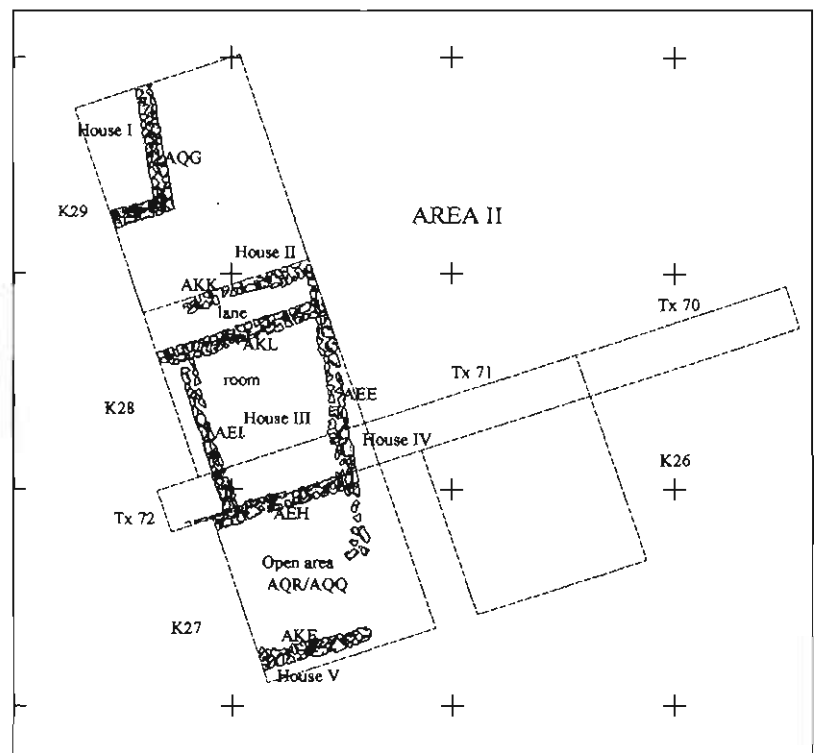 House I
AQG
K29
AREA II
House II
AKK
lane
AKL
Tx 70
room
Tx 71
AEE
K28
House III
AEI
House IV
K26
AEH
Tx 72
Open area
AQR/AQQ
K27
AKE
House V